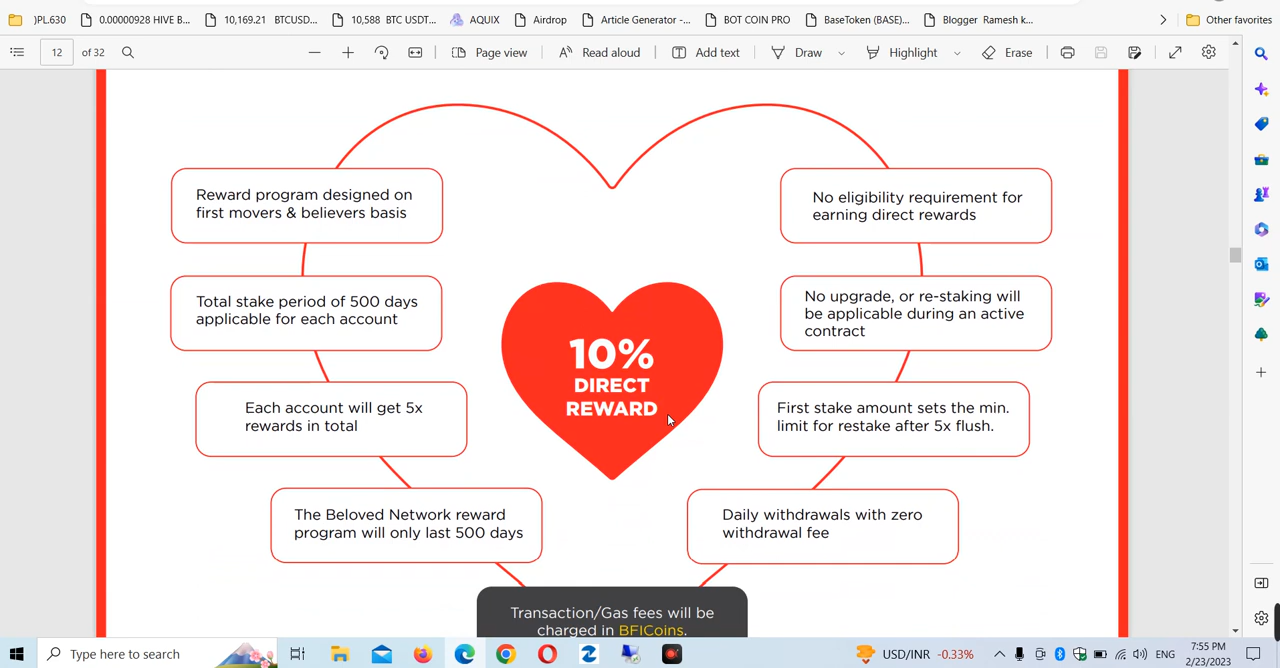 )PL.630
0.00000928 HIVE B...
10,169.21 BTCUSD...
10,588 BTC USDT...
AQUIX
Airdrop
Article Generator -...
BOT COIN PRO
BaseToken (BASE)...
Blogger Ramesh k...
Other favorites
12 of 32
Page view
Read aloud
Add text
Draw
Highlight
Erase
Reward program designed on
first movers & believers basis
Total stake period of 500 days
applicable for each account
Each account will get 5x
rewards in total
The Beloved Network reward
program will only last 500 days
10%
DIRECT
REWARD
No eligibility requirement for
earning direct rewards
No upgrade, or re-staking will
be applicable during an active
contract
First stake amount sets the min.
limit for restake after 5x flush.
Daily withdrawals with zero
withdrawal fee
Transaction/Gas fees will be
charged in BFICoins.
Type here to search
USD/INR -0.33%
ENG
7:55 PM
2/23/2023